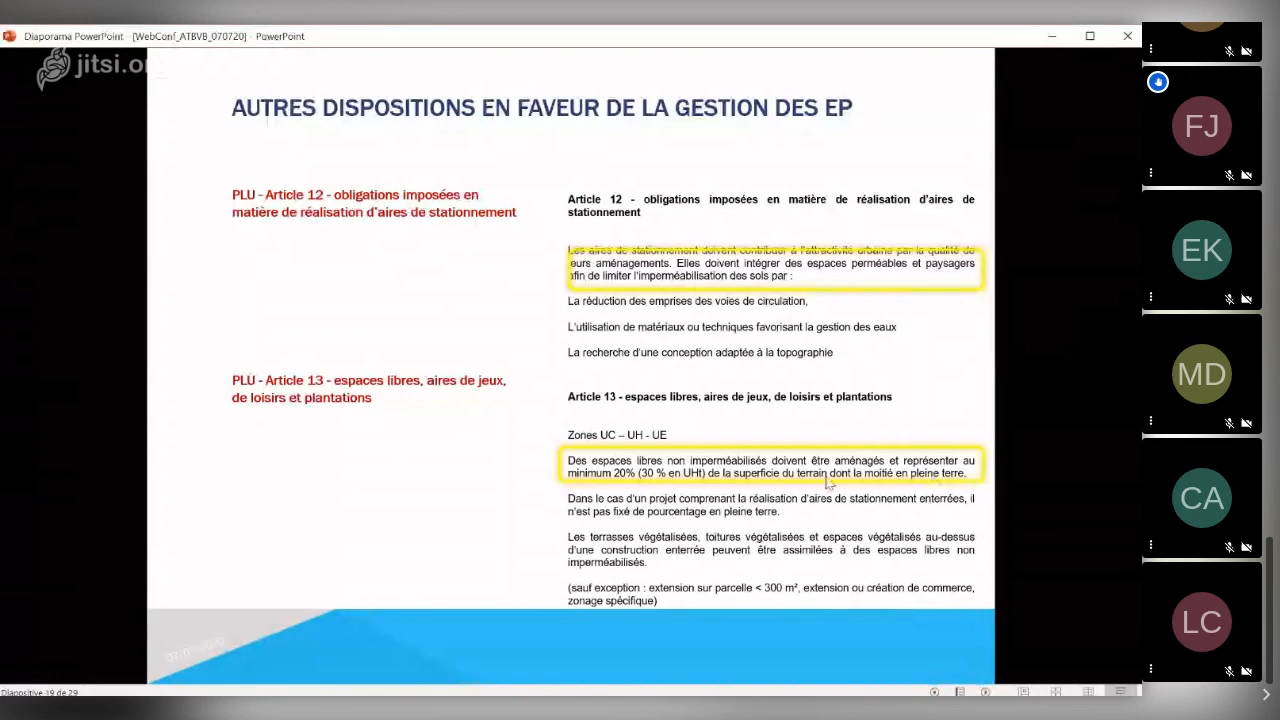 Diaporama PowerPoint - [WebConf_ATBVB_070720] - PowerPoint
jitsi.org
AUTRES DISPOSITIONS EN FAVEUR DE LA GESTION DES EP
PLU - Article 12 - obligations imposées en
matière de réalisation d'aires de stationnement
Article 12 - obligations imposées en matière de réalisation d'aires de
stationnement
Les aires de stationnement doivent contribuer à l'attractivité urbaine par la qualité de
leurs aménagements. Elles doivent intégrer des espaces perméables et paysagers
afin de limiter l'imperméabilisation des sols par :
La réduction des emprises des voies de circulation,
L'utilisation de matériaux ou techniques favorisant la gestion des eaux
La recherche d'une conception adaptée à la topographie
PLU - Article 13 - espaces libres, aires de jeux,
de loisirs et plantations
Article 13 - espaces libres, aires de jeux, de loisirs et plantations
Zones UC – UH - UE
Des espaces libres non imperméabilisés doivent être aménagés et représenter au
minimum 20% (30 % en UHt) de la superficie du terrain dont la moitié en pleine terre.
Dans le cas d'un projet comprenant la réalisation d'aires de stationnement enterrées, il
n'est pas fixé de pourcentage en pleine terre.
Les terrasses végétalisées, toitures végétalisées et espaces végétalisés au-dessus
d'une construction enterrée peuvent être assimilées à des espaces libres non
imperméabilisés.
(sauf exception : extension sur parcelle < 300 m², extension ou création de commerce,
zonage spécifique)
Diapositive 19 de 29
FJ
EK
MD
CA
LC